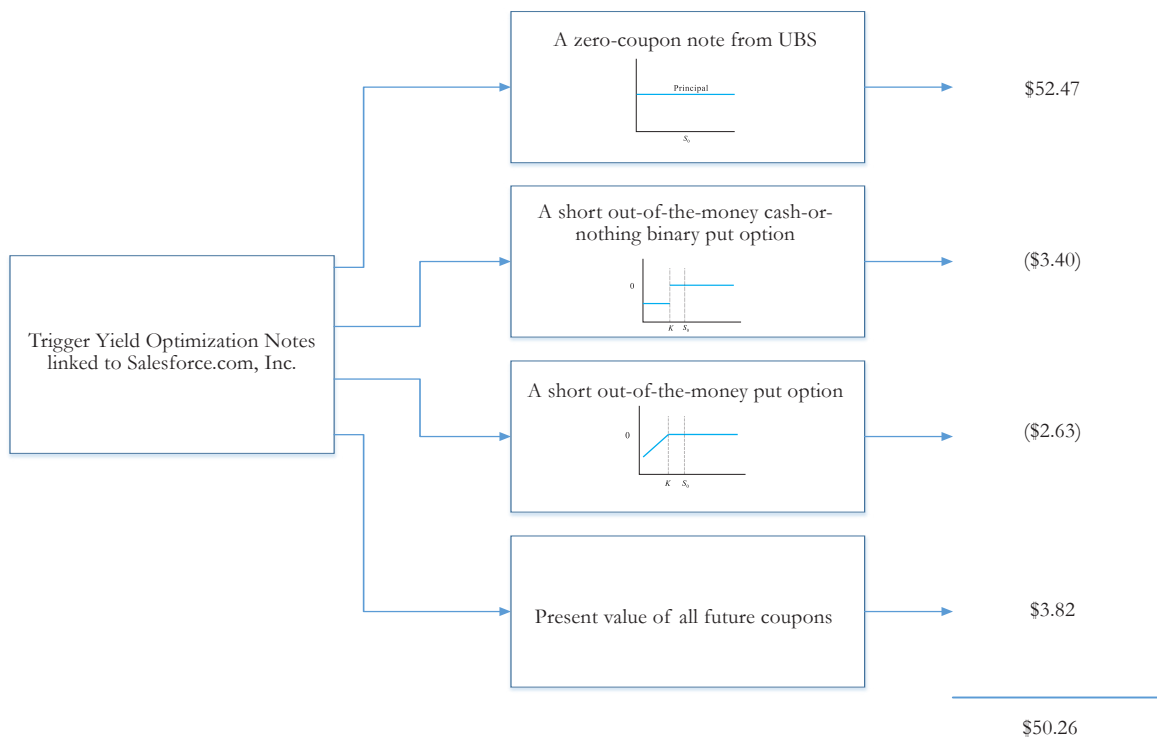 A zero-coupon note from UBS
Principal
S0
$52.47
A short out-of-the-money cash-or-
nothing binary put option
0
K S0
($3.40)
Trigger Yield Optimization Notes
linked to Salesforce.com, Inc.
A short out-of-the-money put option
0
K S0
($2.63)
Present value of all future coupons
$3.82
$50.26